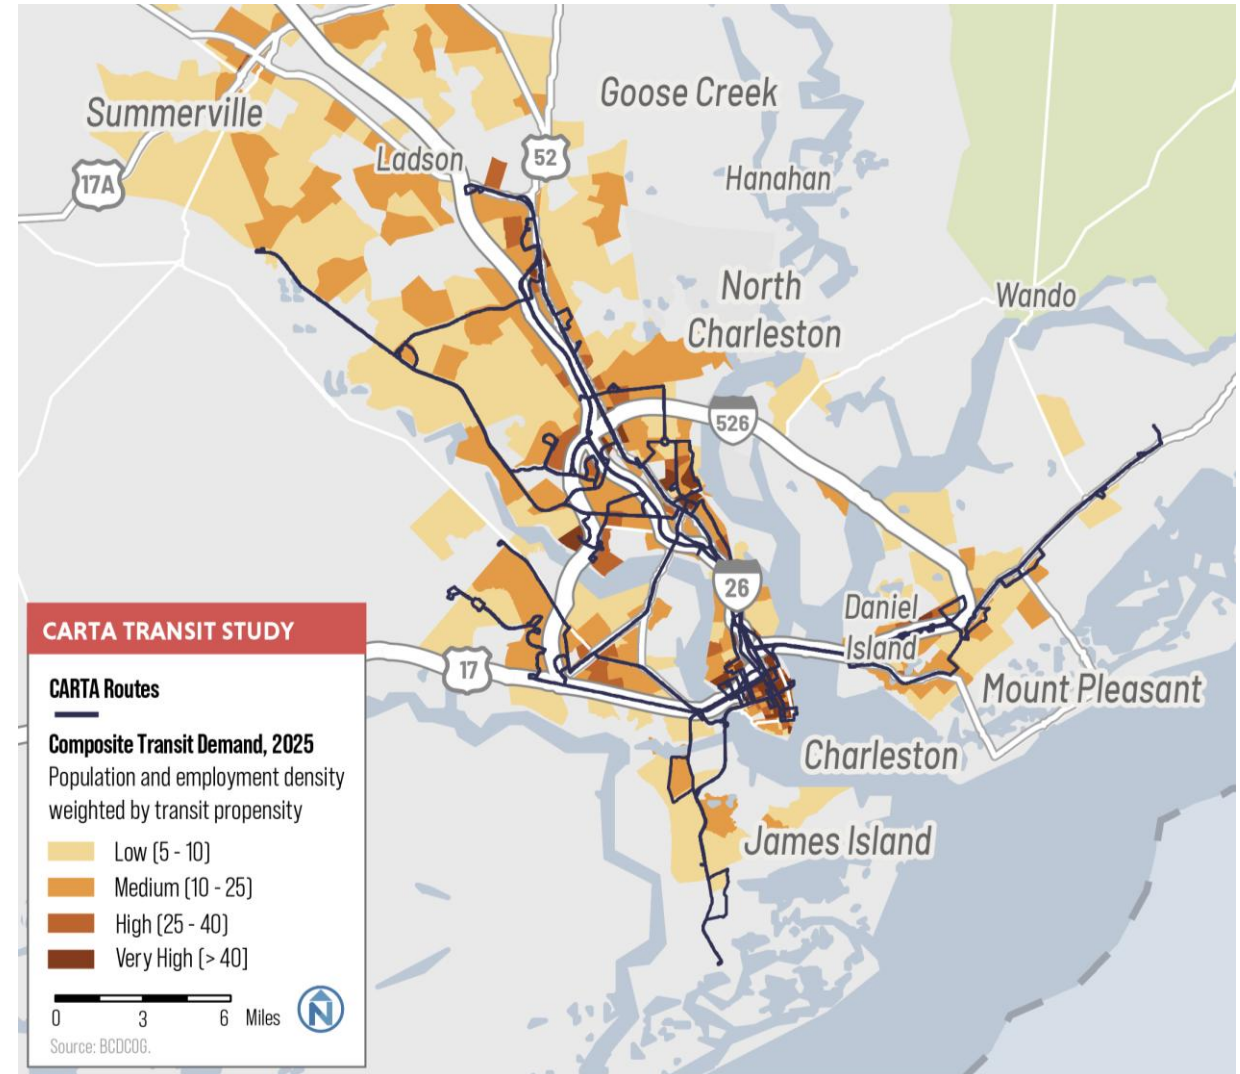 Goose Creek
Summerville
Ladson
52
17A
Hanahan
North
Charleston
Wando
526
26
Daniel
Island
17
Mount Pleasant
Charleston
James Island
CARTA TRANSIT STUDY
CARTA Routes
Composite Transit Demand, 2025
Population and employment density
weighted by transit propensity
Low (5 - 10)
Medium (10 - 25)
High (25 - 40)
Very High (> 40]
0 3 6 Miles
N
Source: BCDCOG.